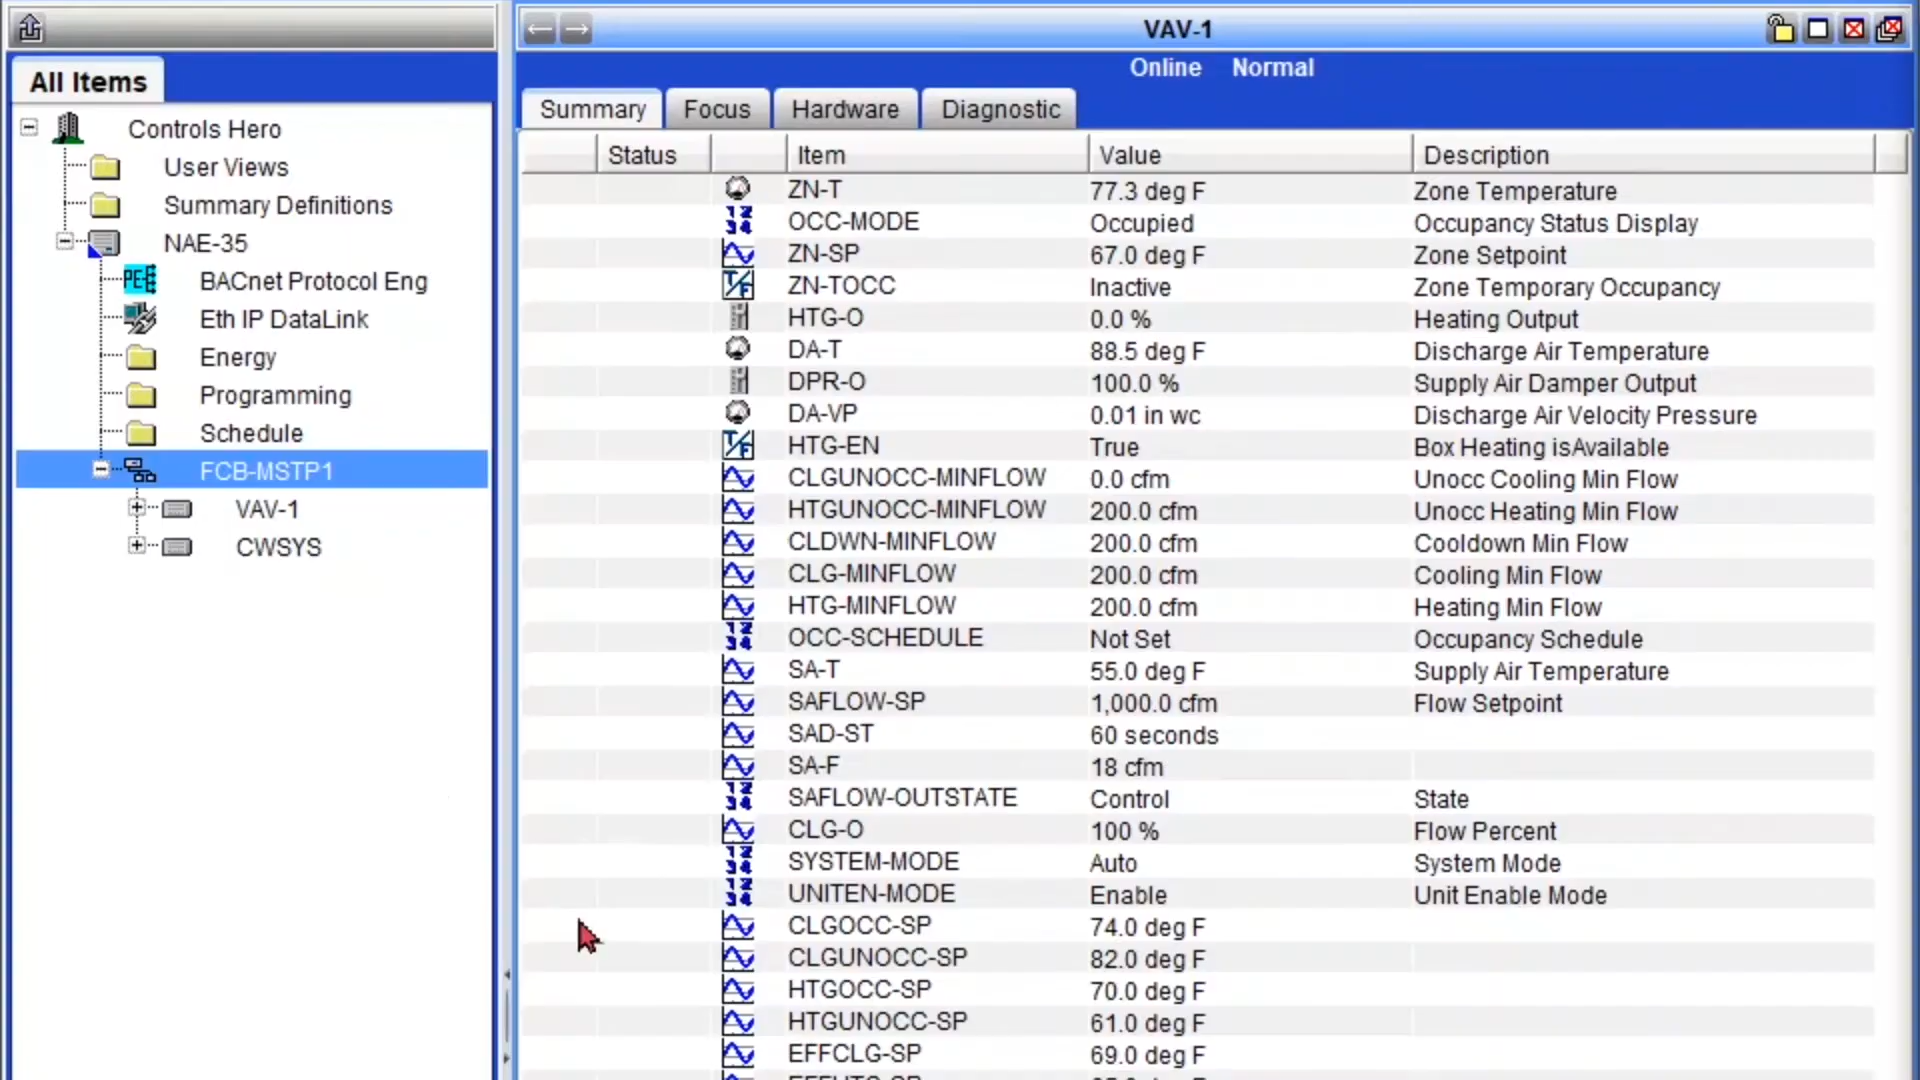 All Items
Controls Hero
User Views
Summary Definitions
NAE-35
BACnet Protocol Eng
Eth IP DataLink
Energy
Programming
Schedule
FCB-MSTP1
VAV-1
CWSYS
VAV-1
Online Normal
Summary Focus Hardware Diagnostic
Status Item Value Description
ZN-T 77.3 deg F Zone Temperature
OCC-MODE Occupied Occupancy Status Display
ZN-SP 67.0 deg F Zone Setpoint
ZN-TOCC Inactive Zone Temporary Occupancy
HTG-O 0.0 % Heating Output
DA-T 88.5 deg F Discharge Air Temperature
DPR-O 100.0 % Supply Air Damper Output
DA-VP 0.01 in wc Discharge Air Velocity Pressure
HTG-EN True Box Heating isAvailable
CLGUNOCC-MINFLOW 0.0 cfm Unocc Cooling Min Flow
HTGUNOCC-MINFLOW 200.0 cfm Unocc Heating Min Flow
CLDWN-MINFLOW 200.0 cfm Cooldown Min Flow
CLG-MINFLOW 200.0 cfm Cooling Min Flow
HTG-MINFLOW 200.0 cfm Heating Min Flow
OCC-SCHEDULE Not Set Occupancy Schedule
SA-T 55.0 deg F Supply Air Temperature
SAFLOW-SP 1,000.0 cfm Flow Setpoint
SAD-ST 60 seconds
SA-F 18 cfm
SAFLOW-OUTSTATE Control State
CLG-O 100 % Flow Percent
SYSTEM-MODE Auto System Mode
UNITEN-MODE Enable Unit Enable Mode
CLGOCC-SP 74.0 deg F
CLGUNOCC-SP 82.0 deg F
HTGOCC-SP 70.0 deg F
HTGUNOCC-SP 61.0 deg F
EFFCLG-SP 69.0 deg F